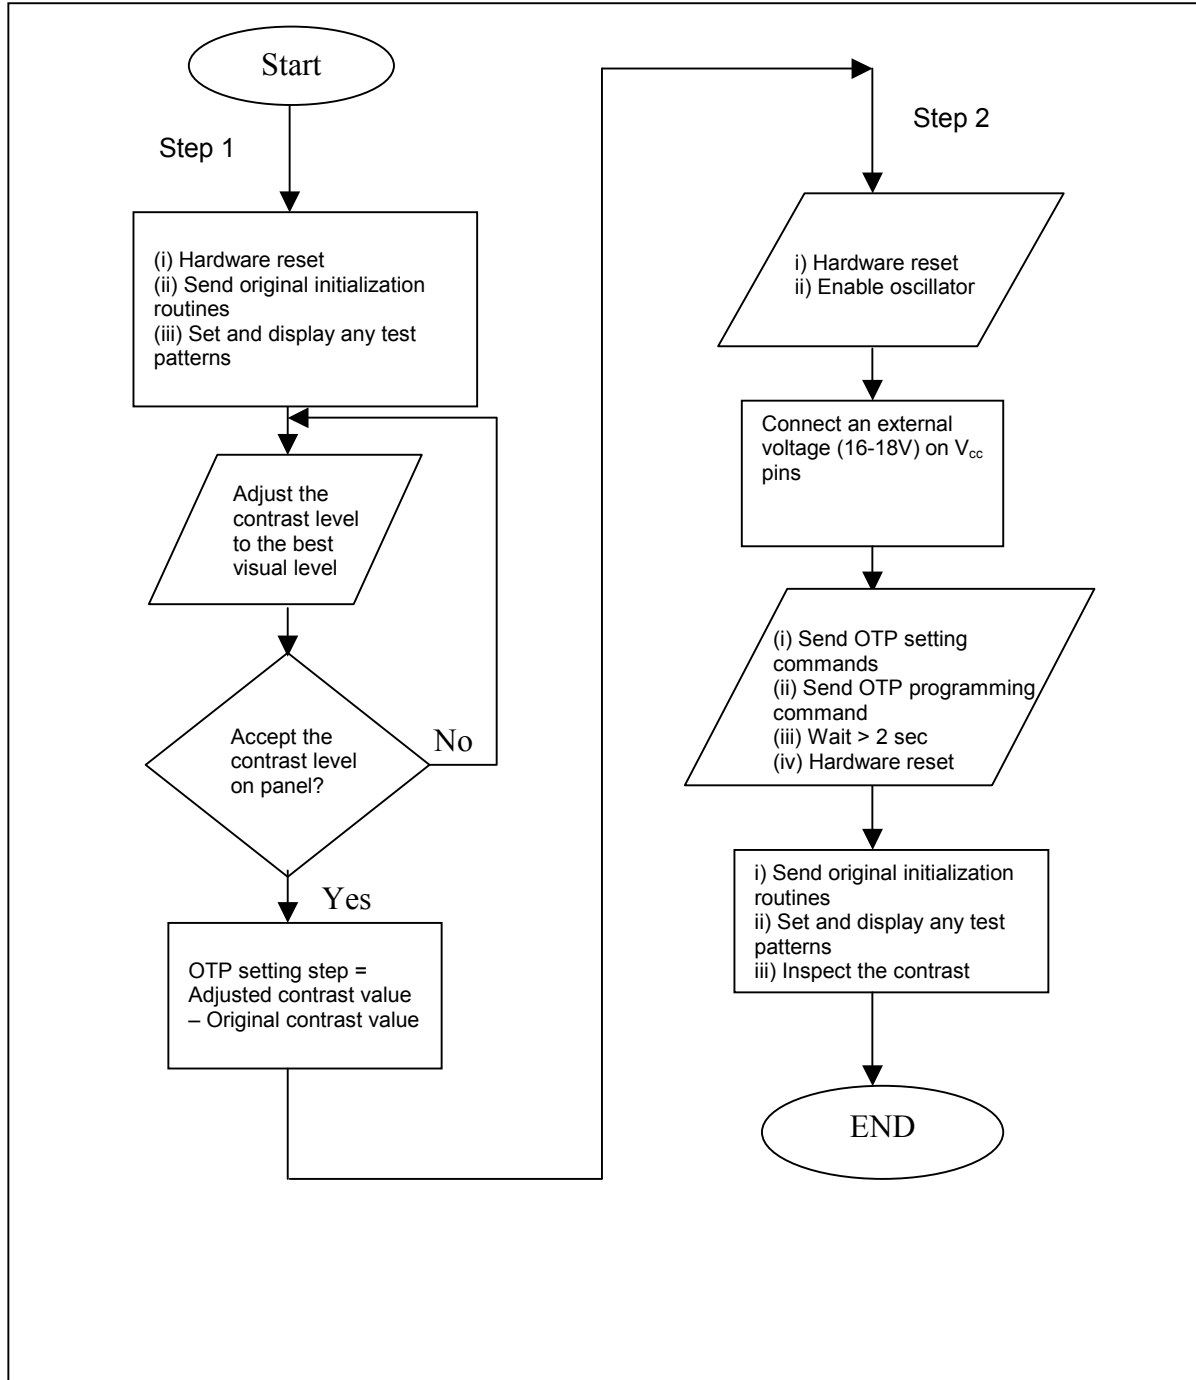 Start
Step 1
(i) Hardware reset
(ii) Send original initialization
routines
(iii) Set and display any test
patterns
Adjust the
contrast level
to the best
visual level
Accept the
contrast level
on panel?
No
Yes
OTP setting step =
Adjusted contrast value
– Original contrast value
Step 2
i) Hardware reset
ii) Enable oscillator
Connect an external
voltage (16-18V) on Vcc
pins
(i) Send OTP setting
commands
(ii) Send OTP programming
command
(iii) Wait > 2 sec
(iv) Hardware reset
i) Send original initialization
routines
ii) Set and display any test
patterns
iii) Inspect the contrast
END